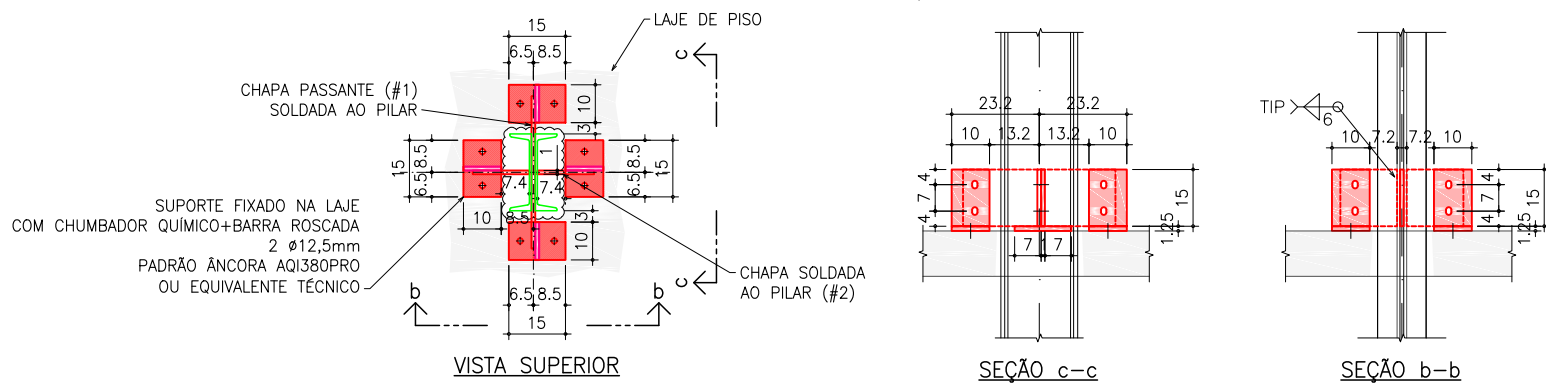 15
6.5 8.5
LAJE DE PISO
c
CHAPA PASSANTE (#1)
SOLDADA AO PILAR
10
3
15
8.5
6.5
1
7.4
7.4
8.5
6.5
15
SUPORTE FIXADO NA LAJE
COM CHUMBADOR QUÍMICO+BARRA ROSCADA
2 ø12,5mm
PADRÃO ÂNCORA AQI380PRO
OU EQUIVALENTE TÉCNICO
10
8.5
3
10
CHAPA SOLDADA
AO PILAR (#2)
c
b
b
6.5 8.5
15
VISTA SUPERIOR
23.2
23.2
10
13.2
13.2
10
4
7
4
15
1.25
7
1
7
SEÇÃO c-c
TIP
6
10
7.2
7.2
10
4
7
4
15
1.25
SEÇÃO b-b